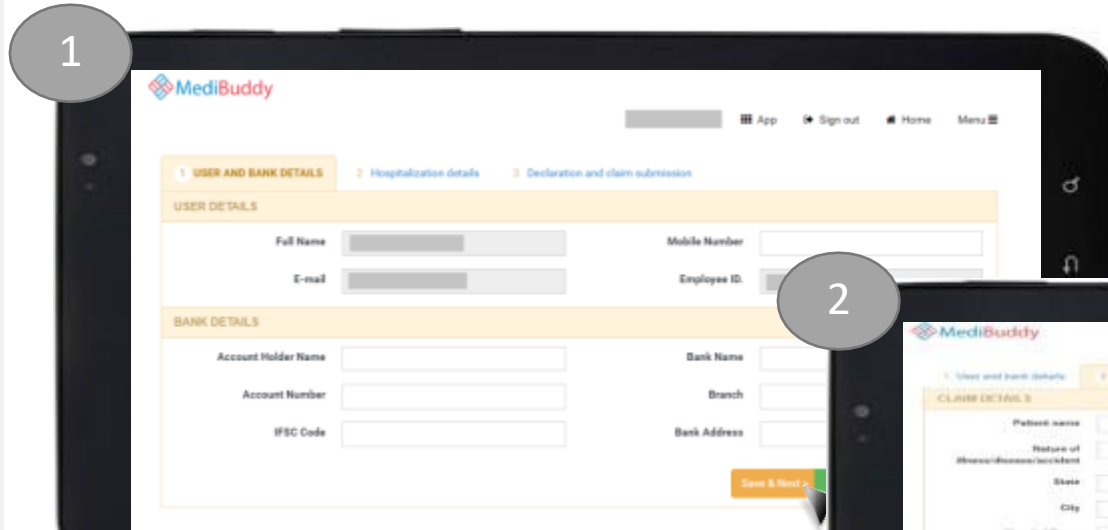 1
MediBuddy
App Sign out Home Menu
1 USER AND BANK DETAILS 2 Hospitalization details 3 Declaration and claim submission
USER DETAILS
Full Name Mobile Number
E-mail Employee ID.
2
BANK DETAILS
Account Holder Name Bank Name
Account Number Branch
IFSC Code Bank Address
Save & Next >
MediBuddy
1 User and bank details
CLAIM DETAILS
Patient name
Nature of
illness/disease/accident
State
City